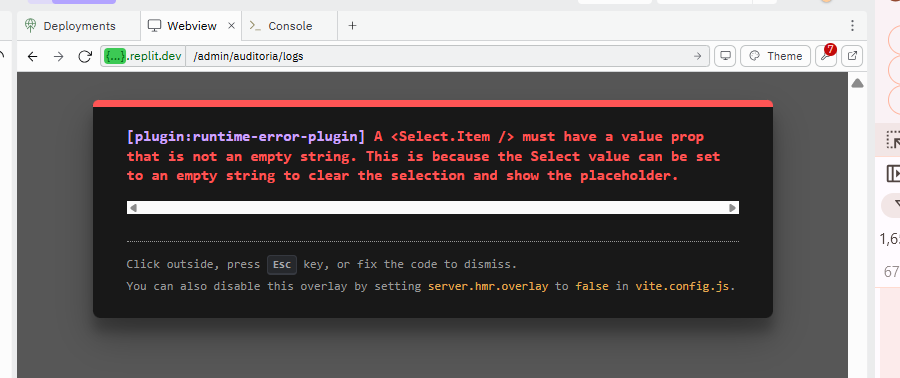 Deployments
Webview
Console
{...}.replit.dev
/admin/auditoria/logs
Theme
7
[plugin:runtime-error-plugin] A <Select.Item /> must have a value prop
that is not an empty string. This is because the Select value can be set
to an empty string to clear the selection and show the placeholder.
Click outside, press Esc key, or fix the code to dismiss.
You can also disable this overlay by setting server.hmr.overlay to false in vite.config.js.
67